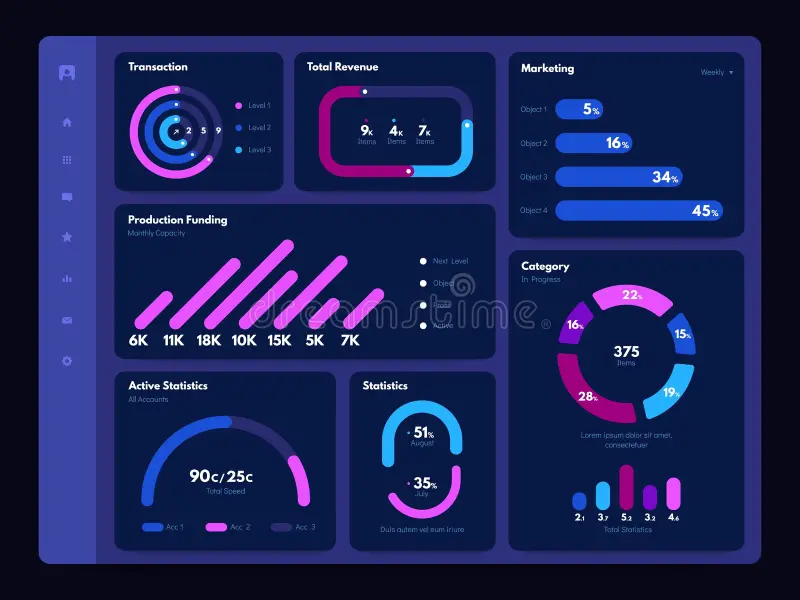 Transaction
Level 1
Level 2
Level 3
2 5 9
Total Revenue
9K 4K 7K
Items Items Items
Marketing
Weekly
Object 1 5%
Object 2 16%
Object 3 34%
Object 4 45%
Production Funding
Monthly Capacity
6K 11K 18K 10K 15K 5K 7K
Next Level
Object
Active
dreamstime
Category
In Progress
22%
16%
15%
375
Items
28%
19%
Lorem ipsum dolor sit amet,
consectetuer
2.1 3.7 5.2 3.2 4.6
Total Statistics
Active Statistics
All Accounts
90C/25C
Total Speed
Acc 1 Acc 2 Acc 3
Statistics
51%
August
35%
July
Duis autem vel eum iriure